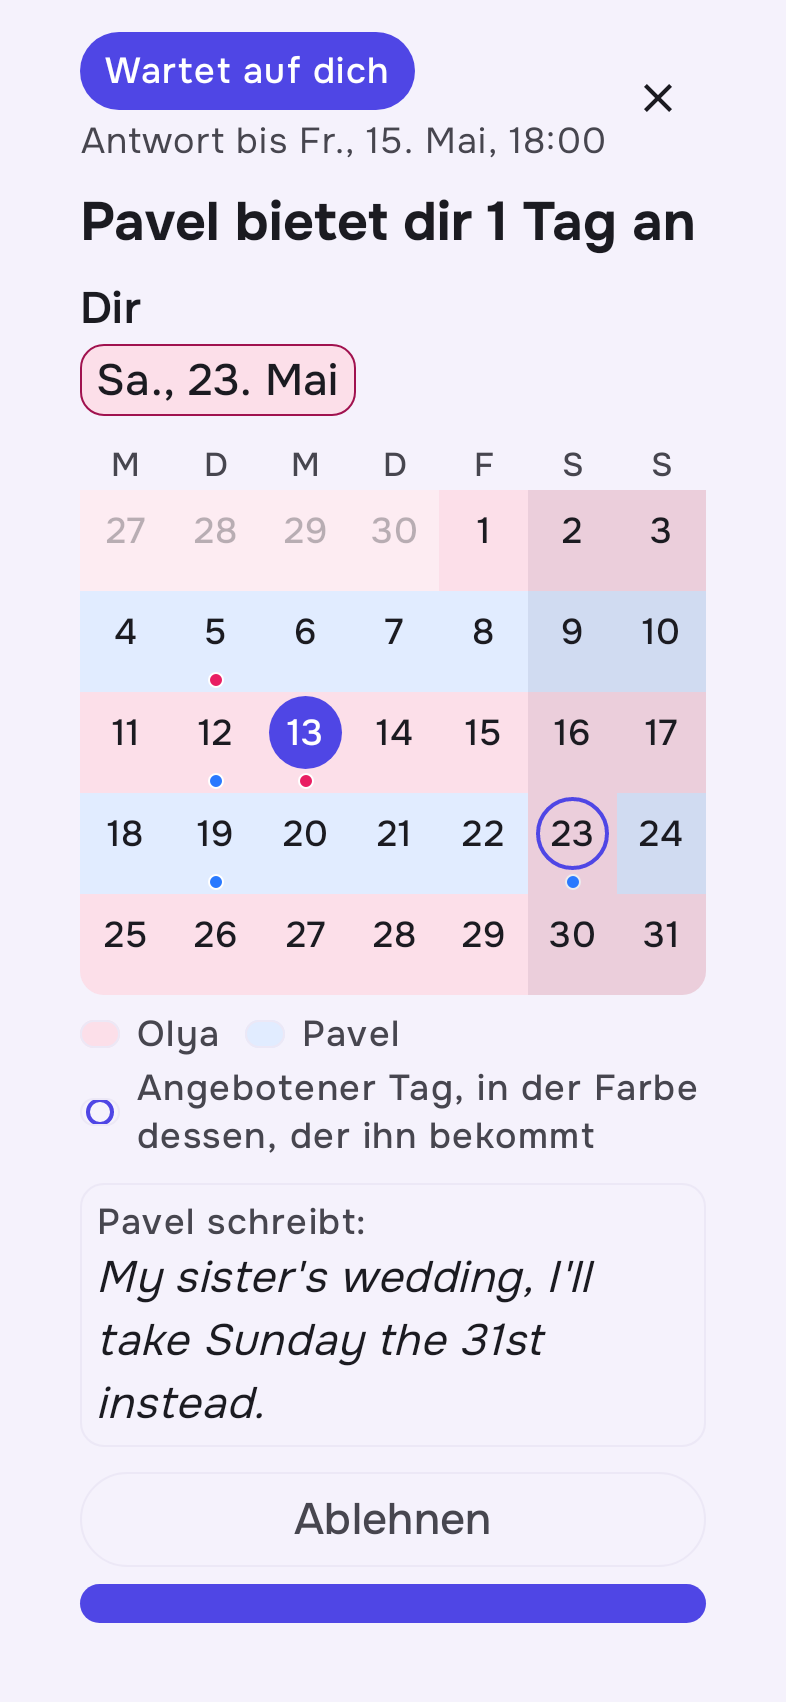 Wartet auf dich
Antwort bis Fr., 15. Mai, 18:00
Pavel bietet dir 1 Tag an
Dir
Sa., 23. Mai
M D M D F S S
27 28 29 30 1 2 3
4 5 6 7 8 9 10
11 12 13 14 15 16 17
18 19 20 21 22 23 24
25 26 27 28 29 30 31
Olya Pavel
Angebotener Tag, in der Farbe
dessen, der ihn bekommt
Pavel schreibt:
My sister's wedding, I'll
take Sunday the 31st
instead.
Ablehnen